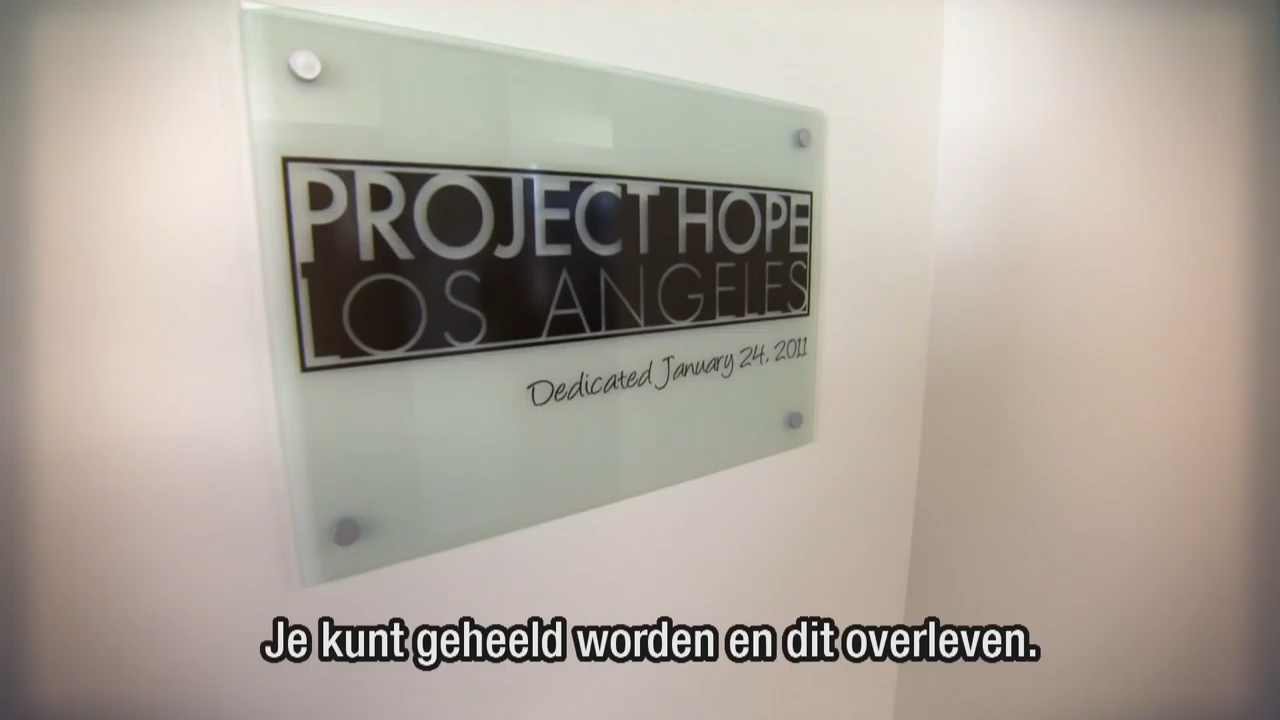 PROJECT HOPE
LOS ANGELES
Dedicated January 24, 2011
Je kunt geheeld worden en dit overleven.